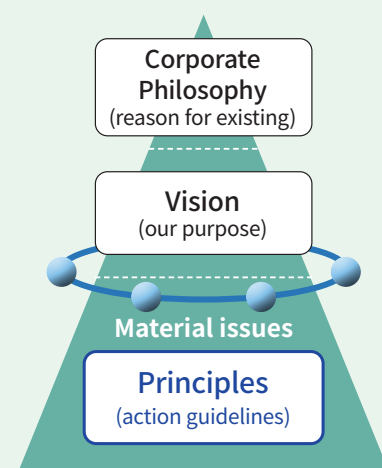 Corporate
Philosophy
(reason for existing)
Vision
(our purpose)
Material issues
Principles
(action guidelines)